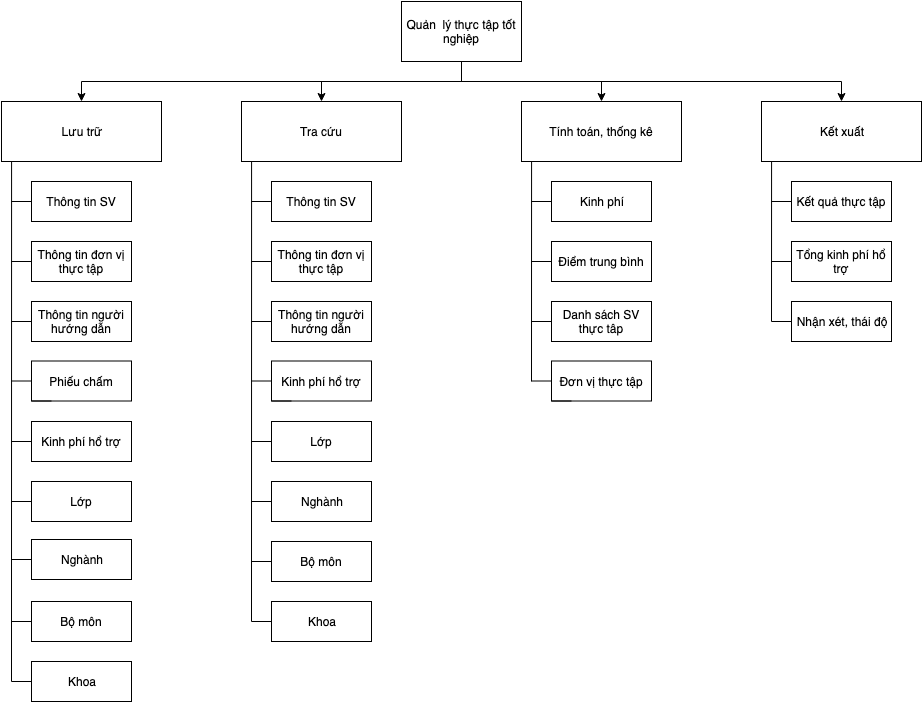 Quản lý thực tập tốt
nghiệp
Lưu trữ
Thông tin SV
Thông tin đơn vị
thực tập
Thông tin người
hướng dẫn
Phiếu chấm
Kinh phí hổ trợ
Lớp
Nghành
Bộ môn
Khoa
Tra cứu
Thông tin SV
Thông tin đơn vị
thực tập
Thông tin người
hướng dẫn
Kinh phí hổ trợ
Lớp
Nghành
Bộ môn
Khoa
Tính toán, thống kê
Kinh phí
Điểm trung bình
Danh sách SV
thực tâp
Đơn vị thực tập
Kết xuất
Kết quả thực tập
Tổng kinh phí hổ
trợ
Nhận xét, thái độ